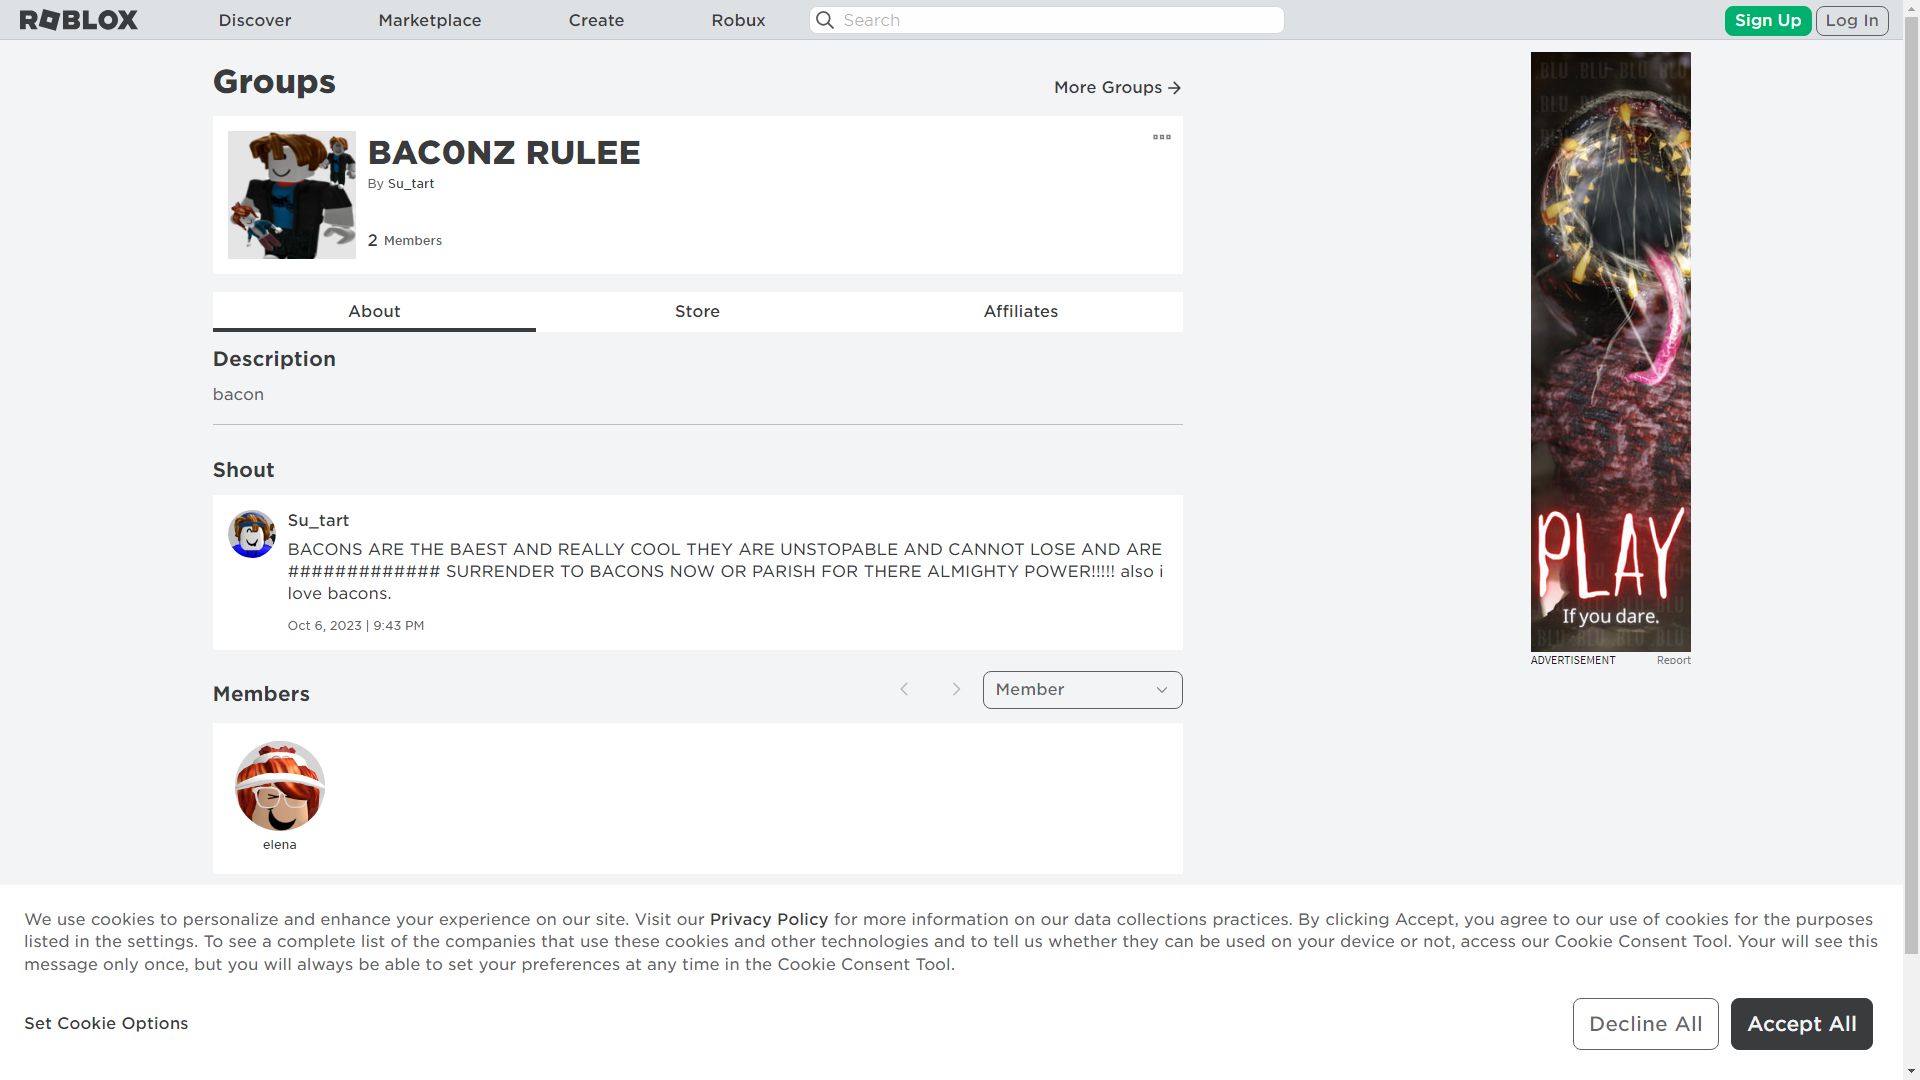 ROBLOX
Discover
Marketplace
Create
Robux
Search
Sign Up
Log In
Groups
More Groups
BAC0NZ RULEE
By Su_tart
2 Members
About
Store
Affiliates
Description
bacon
Shout
Su_tart
BACONS ARE THE BAEST AND REALLY COOL THEY ARE UNSTOPABLE AND CANNOT LOSE AND ARE
############# SURRENDER TO BACONS NOW OR PARISH FOR THERE ALMIGHTY POWER!!!!! also i
love bacons.
Oct 6, 2023 | 9:43 PM
Members
Member
elena
PLAY
If you dare.
ADVERTISEMENT
Report
We use cookies to personalize and enhance your experience on our site. Visit our Privacy Policy for more information on our data collections practices. By clicking Accept, you agree to our use of cookies for the purposes
listed in the settings. To see a complete list of the companies that use these cookies and other technologies and to tell us whether they can be used on your device or not, access our Cookie Consent Tool. Your will see this
message only once, but you will always be able to set your preferences at any time in the Cookie Consent Tool.
Set Cookie Options
Decline All
Accept All